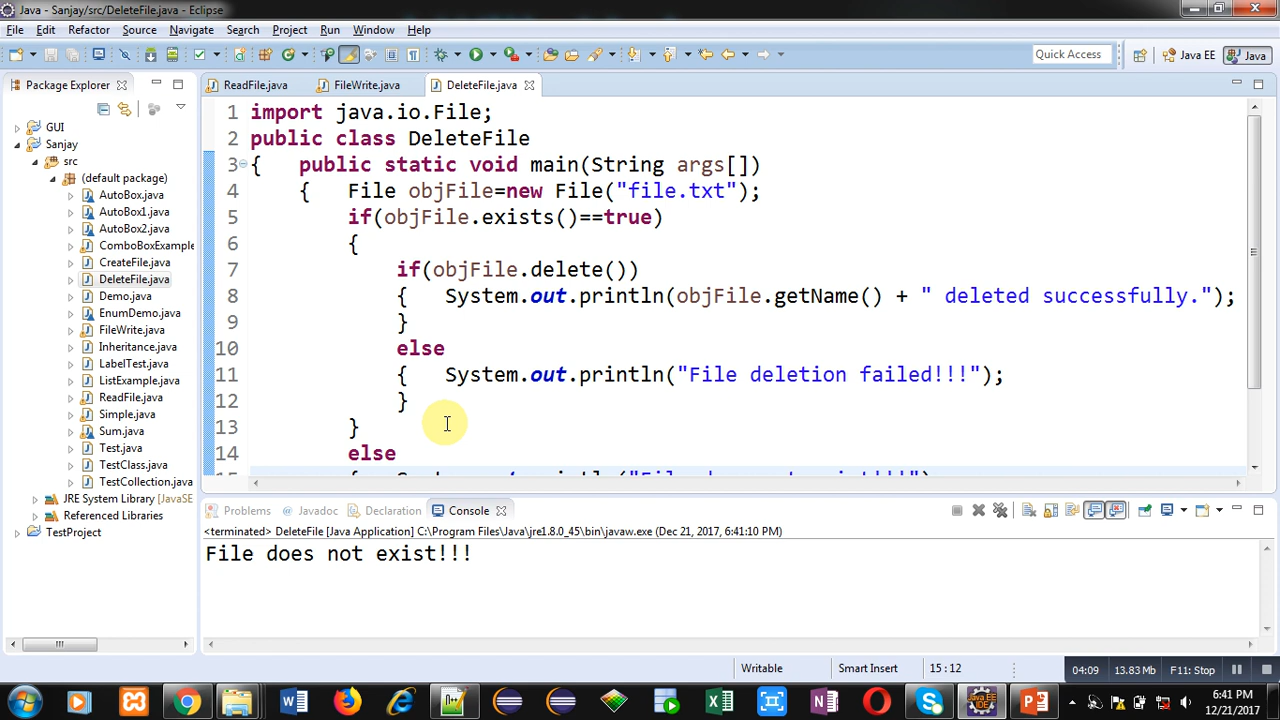 Java - Sanjay/src/DeleteFile.java - Eclipse
File Edit Refactor Source Navigate Search Project Run Window Help
Quick Access Java EE Java
Package Explorer
ReadFile.java FileWrite.java DeleteFile.java
GUI
Sanjay
src
(default package)
AutoBox.java
AutoBox1.java
AutoBox2.java
ComboBoxExample
CreateFile.java
DeleteFile.java
Demo.java
EnumDemo.java
FileWrite.java
Inheritance.java
LabelTest.java
ListExample.java
ReadFile.java
Simple.java
Sum.java
Test.java
TestClass.java
TestCollection.java
JRE System Library [JavaSE
Referenced Libraries
TestProject
1 import java.io.File;
2 public class DeleteFile
3 { public static void main(String args[])
4 { File objFile=new File("file.txt");
5 if(objFile.exists()==true)
6 {
7 if(objFile.delete())
8 { System.out.println(objFile.getName() + " deleted successfully.");
9 }
10 else
11 { System.out.println("File deletion failed!!!");
12 }
13 }
14 else
Problems Javadoc Declaration Console
<terminated> DeleteFile [Java Application] C:\Program Files\Java\jre1.8.0_45\bin\javaw.exe (Dec 21, 2017, 6:41:10 PM)
File does not exist!!!
Writable Smart Insert 15 : 12 04:09 13.83 Mb F11: Stop
6:41 PM
12/21/2017